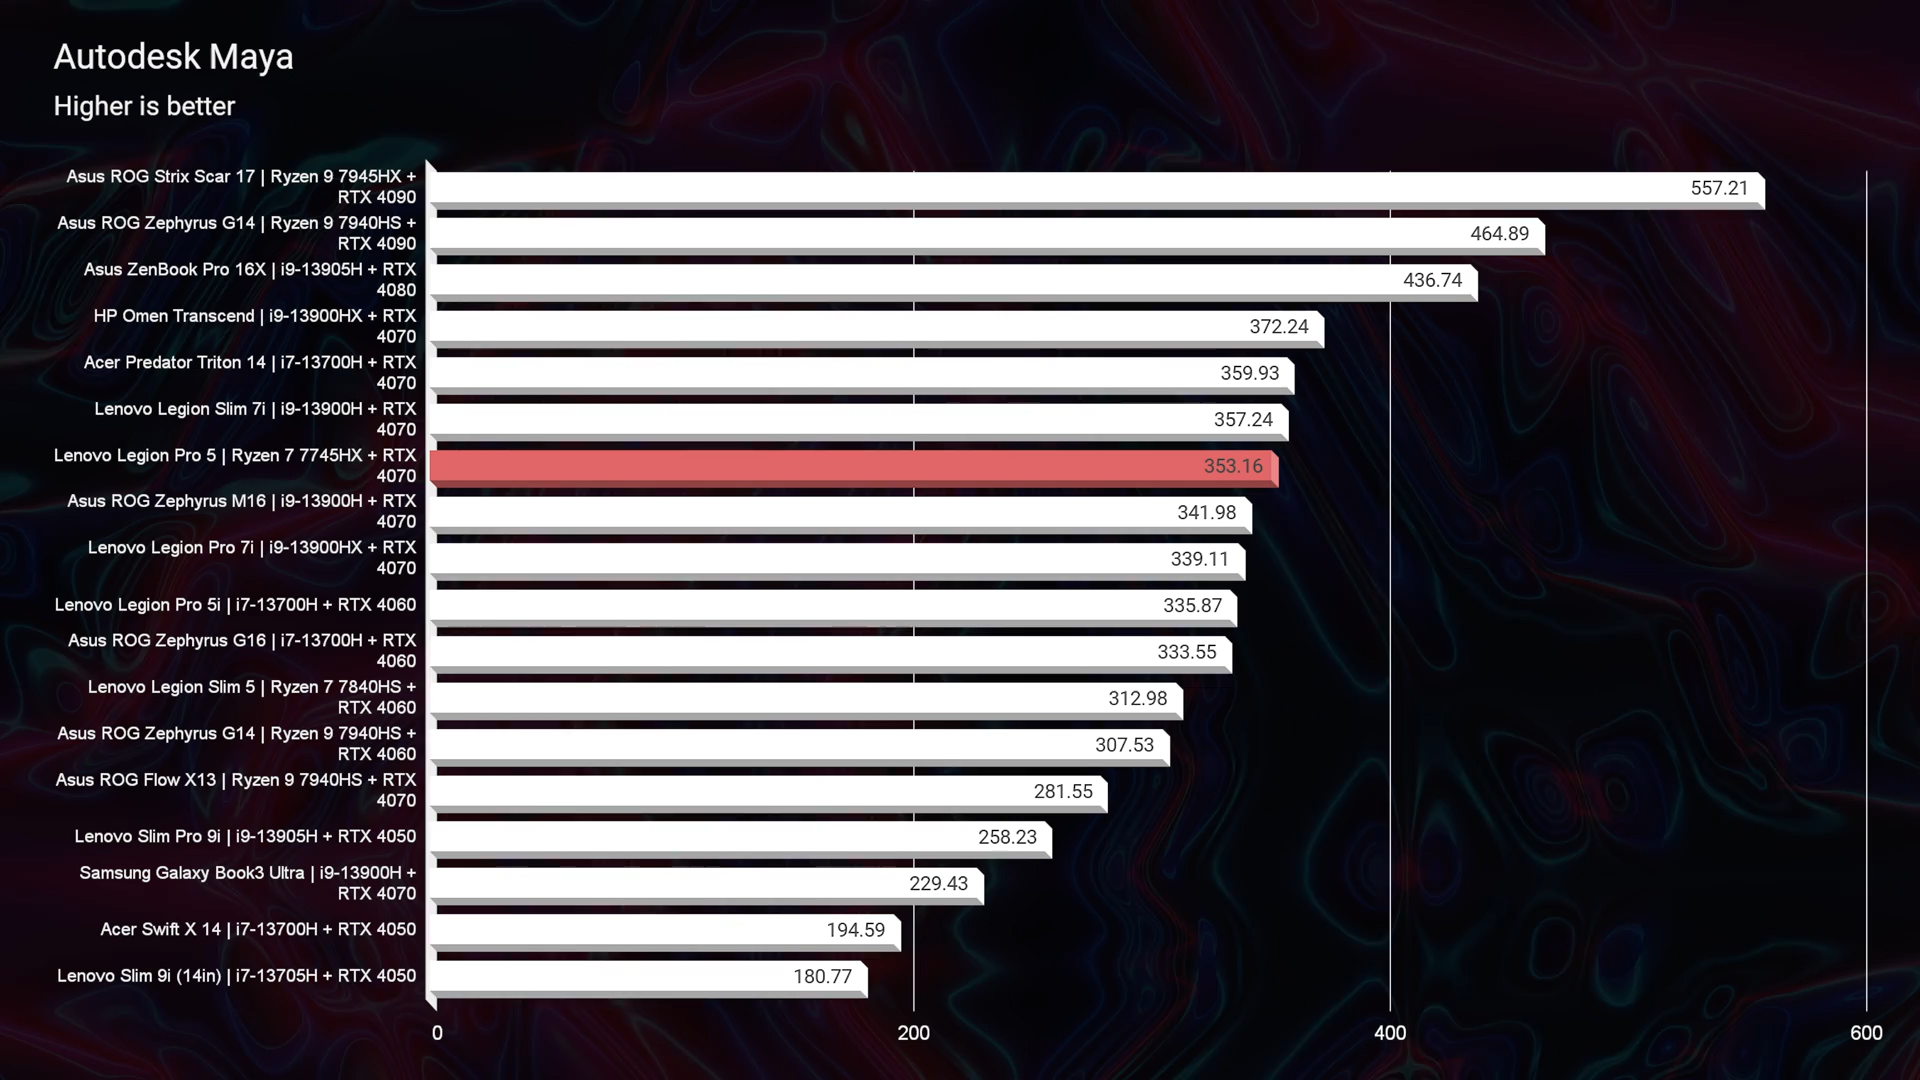 Autodesk Maya
Higher is better
Asus ROG Strix Scar 17 | Ryzen 9 7945HX +
RTX 4090
557.21
Asus ROG Zephyrus G14 | Ryzen 9 7940HS +
RTX 4090
464.89
Asus ZenBook Pro 16X | i9-13905H + RTX
4080
436.74
HP Omen Transcend | i9-13900HX + RTX
4070
372.24
Acer Predator Triton 14 | i7-13700H + RTX
4070
359.93
Lenovo Legion Slim 7i | i9-13900H + RTX
4070
357.24
Lenovo Legion Pro 5 | Ryzen 7 7745HX + RTX
4070
353.16
Asus ROG Zephyrus M16 | i9-13900H + RTX
4070
341.98
Lenovo Legion Pro 7i | i9-13900HX + RTX
4070
339.11
Lenovo Legion Pro 5i | i7-13700H + RTX 4060
335.87
Asus ROG Zephyrus G16 | i7-13700H + RTX
4060
333.55
Lenovo Legion Slim 5 | Ryzen 7 7840HS +
RTX 4060
312.98
Asus ROG Zephyrus G14 | Ryzen 9 7940HS +
RTX 4060
307.53
Asus ROG Flow X13 | Ryzen 9 7940HS + RTX
4070
281.55
Lenovo Slim Pro 9i | i9-13905H + RTX 4050
258.23
Samsung Galaxy Book3 Ultra | i9-13900H +
RTX 4070
229.43
Acer Swift X 14 | i7-13700H + RTX 4050
194.59
Lenovo Slim 9i (14in) | i7-13705H + RTX 4050
180.77
0
200
400
600